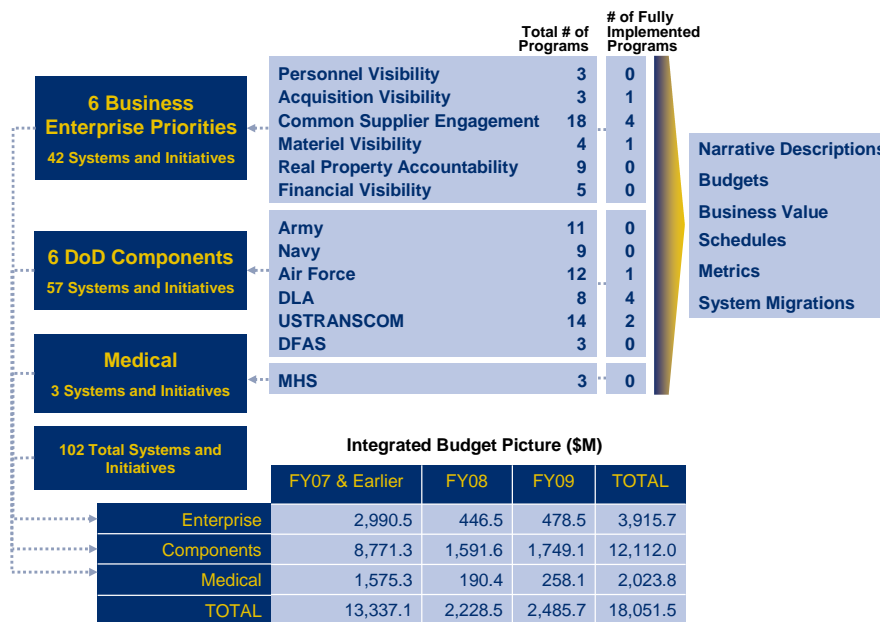 Total # of
Programs
# of Fully
Implemented
Programs
6 Business
Enterprise Priorities
42 Systems and Initiatives
Personnel Visibility 3 0
Acquisition Visibility 3 1
Common Supplier Engagement 18 4
Materiel Visibility 4 1
Real Property Accountability 9 0
Financial Visibility 5 0
6 DoD Components
57 Systems and Initiatives
Army 11 0
Navy 9 0
Air Force 12 1
DLA 8 4
USTRANSCOM 14 2
DFAS 3 0
Medical
3 Systems and Initiatives
MHS 3 0
Narrative Descriptions
Budgets
Business Value
Schedules
Metrics
System Migrations
102 Total Systems and
Initiatives
Integrated Budget Picture ($M)
FY07 & Earlier FY08 FY09 TOTAL
Enterprise 2,990.5 446.5 478.5 3,915.7
Components 8,771.3 1,591.6 1,749.1 12,112.0
Medical 1,575.3 190.4 258.1 2,023.8
TOTAL 13,337.1 2,228.5 2,485.7 18,051.5